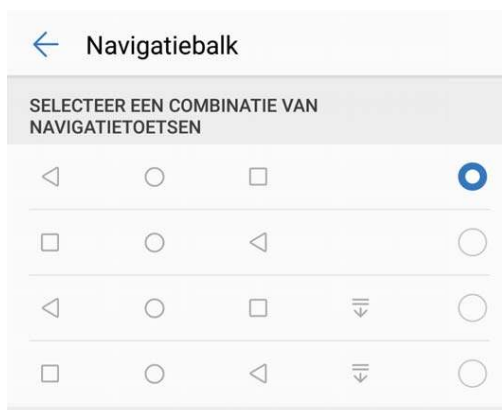 Navigatiebalk
SELECTEER EEN COMBINATIE VAN
NAVIGATIETOETSEN